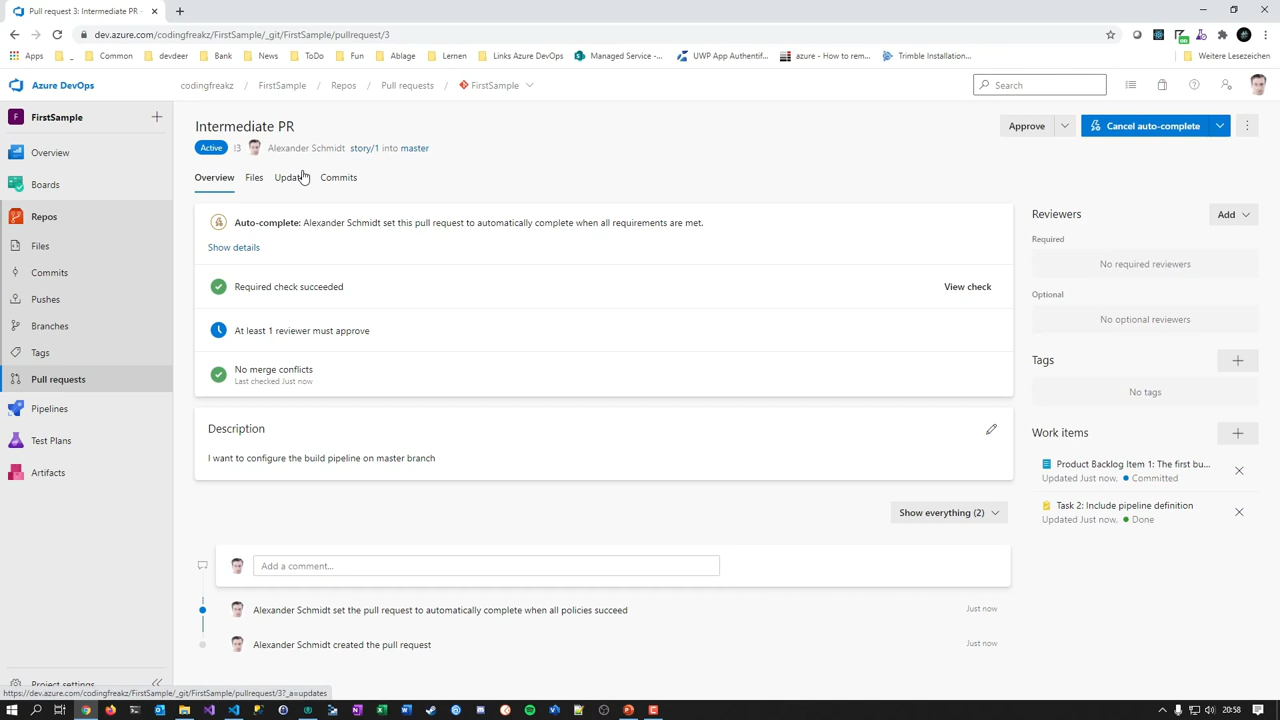 Pull request 3: Intermediate PR -
dev.azure.com/codingfreakz/FirstSample/_git/FirstSample/pullrequest/3
Apps
_
Common
devdeer
Bank
News
ToDo
Fun
Ablage
Lernen
Links Azure DevOps
Managed Service -...
UWP App Authentif...
azure - How to rem...
Trimble Installation...
Weitere Lesezeichen
Azure DevOps
codingfreakz / FirstSample / Repos / Pull requests / FirstSample
Search
F FirstSample
Overview
Boards
Repos
Files
Commits
Pushes
Branches
Tags
Pull requests
Pipelines
Test Plans
Artifacts
Project settings
Intermediate PR
Approve
Cancel auto-complete
Active
!3 Alexander Schmidt story/1 into master
Overview Files Updates Commits
Auto-complete: Alexander Schmidt set this pull request to automatically complete when all requirements are met.
Show details
Required check succeeded
View check
At least 1 reviewer must approve
No merge conflicts
Last checked Just now
Description
I want to configure the build pipeline on master branch
Show everything (2)
Add a comment...
Alexander Schmidt set the pull request to automatically complete when all policies succeed
Just now
Alexander Schmidt created the pull request
Just now
Reviewers
Add
Required
No required reviewers
Optional
No optional reviewers
Tags
No tags
Work items
Product Backlog Item 1: The first bu...
Updated Just now, Committed
Task 2: Include pipeline definition
Updated Just now, Done
https://dev.azure.com/codingfreakz/FirstSample/_git/FirstSample/pullrequest/3?_a=updates
20:58